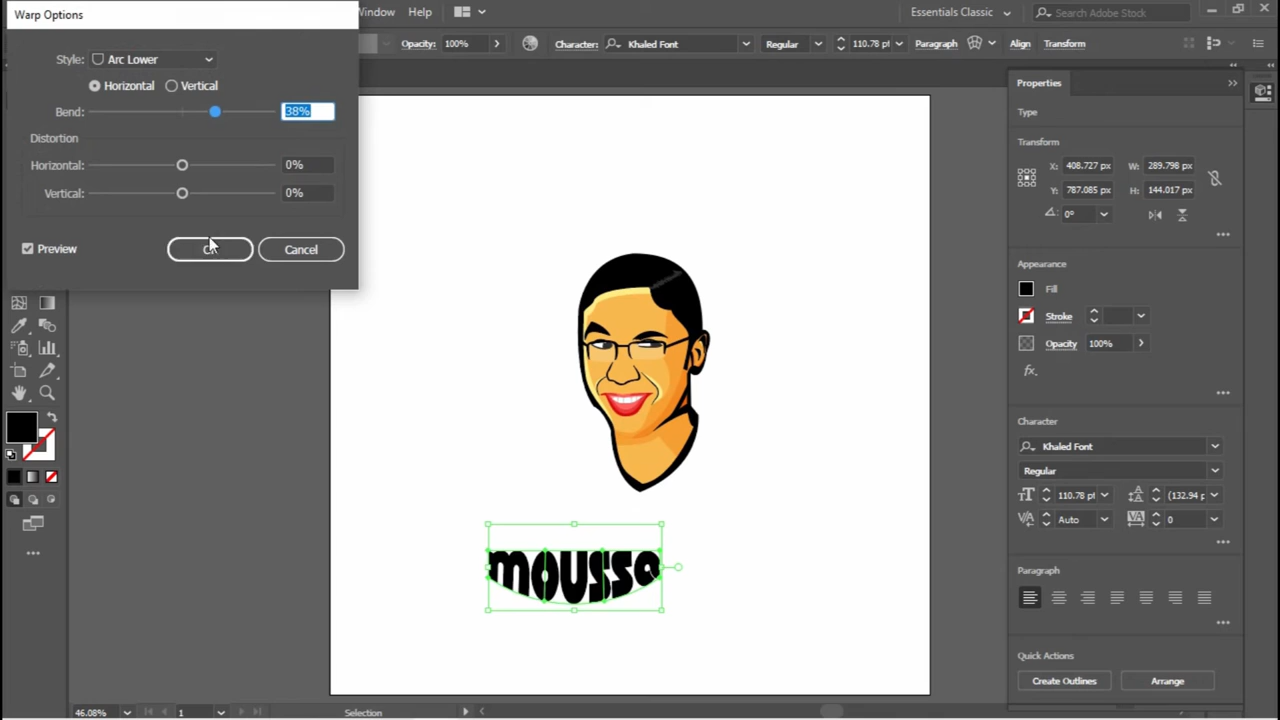 Warp Options
Window Help Essentials Classic Search Adobe Stock
Style: Arc Lower
Opacity: 100% Character: Khaled Font Regular 110.78 pt Paragraph Align Transform
Horizontal Vertical
Bend: 38%
Distortion
Horizontal: 0%
Vertical: 0%
Preview OK Cancel
Properties
Type
Transform
X: 408.727 px W: 289.798 px
Y: 787.085 px H: 144.017 px
0°
Appearance
Fill
Stroke
Opacity 100%
fx.
Character
Khaled Font
Regular
110.78 pt (132.94 p
Auto 0
Paragraph
Quick Actions
Create Outlines Arrange
moussa
46.08% 1 Selection